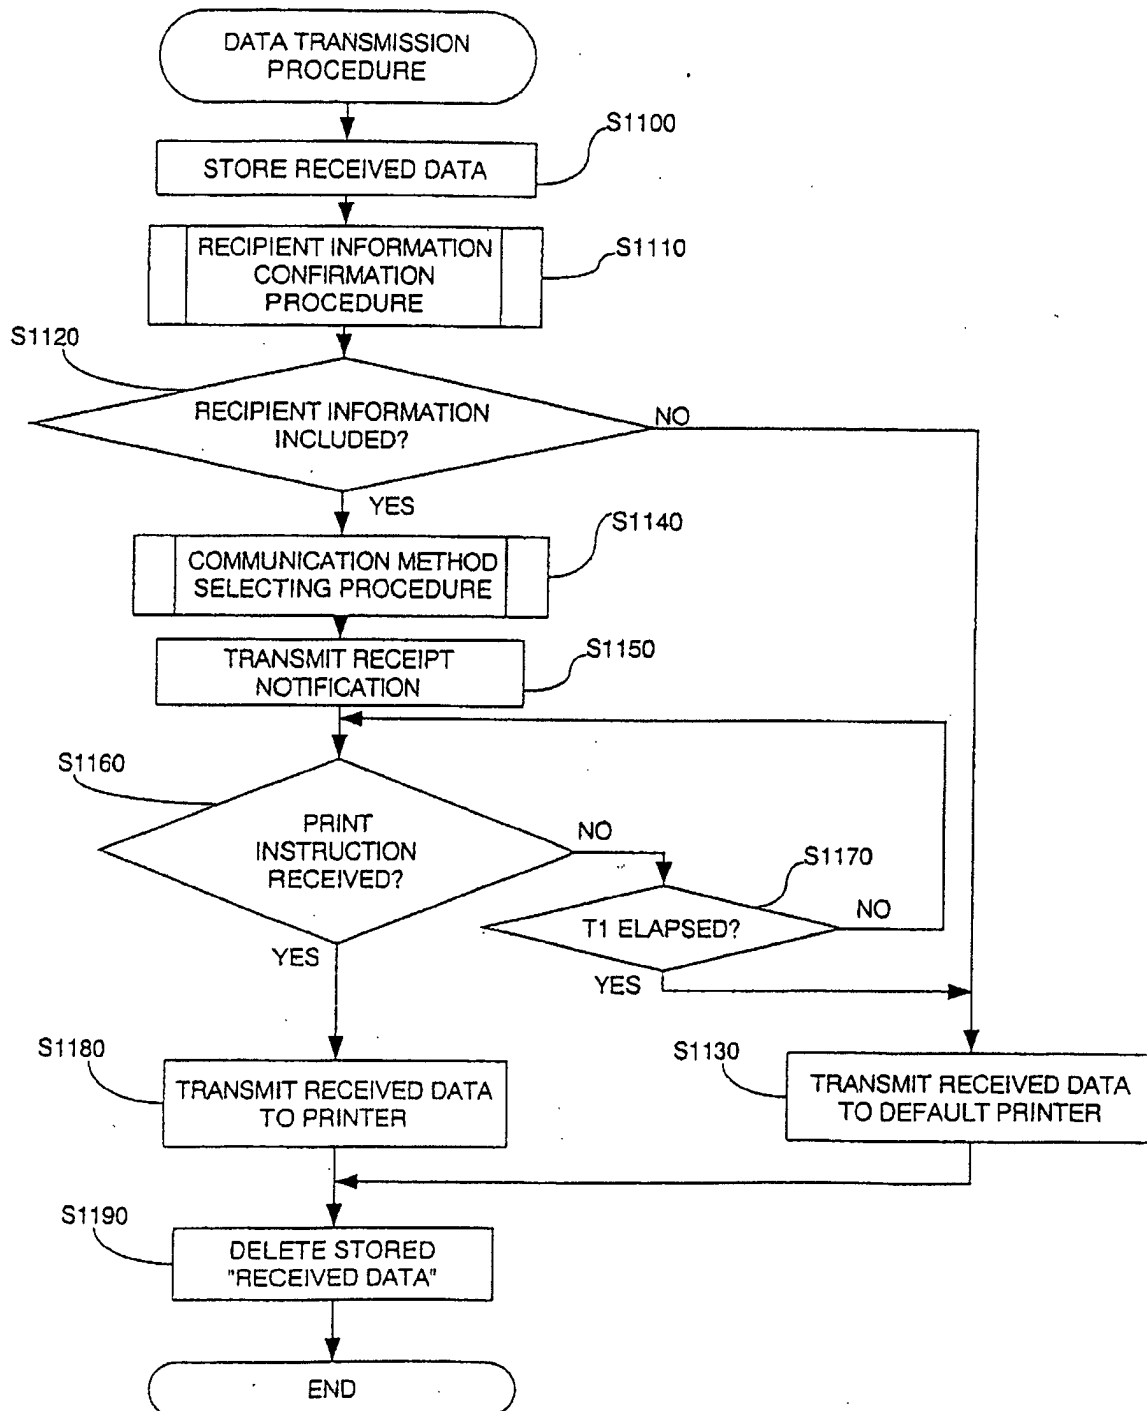 DATA TRANSMISSION
PROCEDURE
S1100
STORE RECEIVED DATA
RECIPIENT INFORMATION
CONFIRMATION
PROCEDURE
S1110
S1120
RECIPIENT INFORMATION
INCLUDED?
NO
YES
S1140
COMMUNICATION METHOD
SELECTING PROCEDURE
TRANSMIT RECEIPT
NOTIFICATION
S1150
S1160
PRINT
INSTRUCTION
RECEIVED?
NO
S1170
T1 ELAPSED?
NO
YES
YES
S1180
TRANSMIT RECEIVED DATA
TO PRINTER
S1130
TRANSMIT RECEIVED DATA
TO DEFAULT PRINTER
S1190
DELETE STORED
"RECEIVED DATA"
END